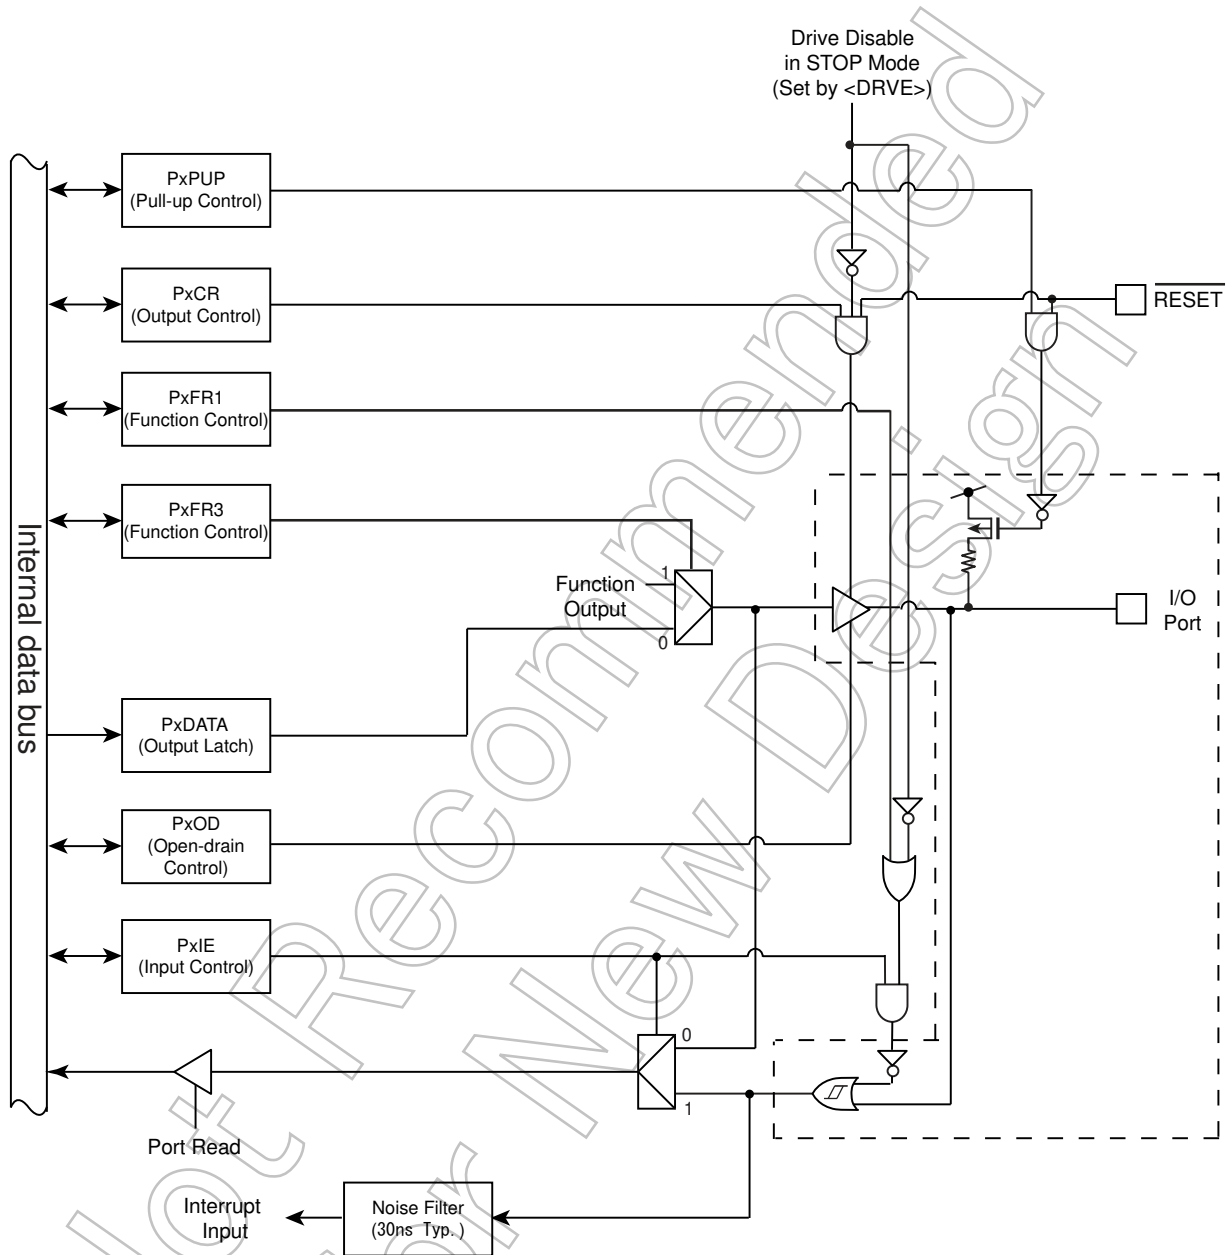 Drive Disable
in STOP Mode
(Set by <DRVE>)
PxPUP
(Pull-up Control)
PxCR
(Output Control)
RESET
PxFR1
(Function Control)
PxFR3
(Function Control)
1
Function
Output
0
I/O
Port
Internal data bus
PxDATA
(Output Latch)
PxOD
(Open-drain
Control)
PxIE
(Input Control)
0
1
Port Read
Interrupt
Input
Noise Filter
(30ns Typ.)
Not Recommended
for New Design